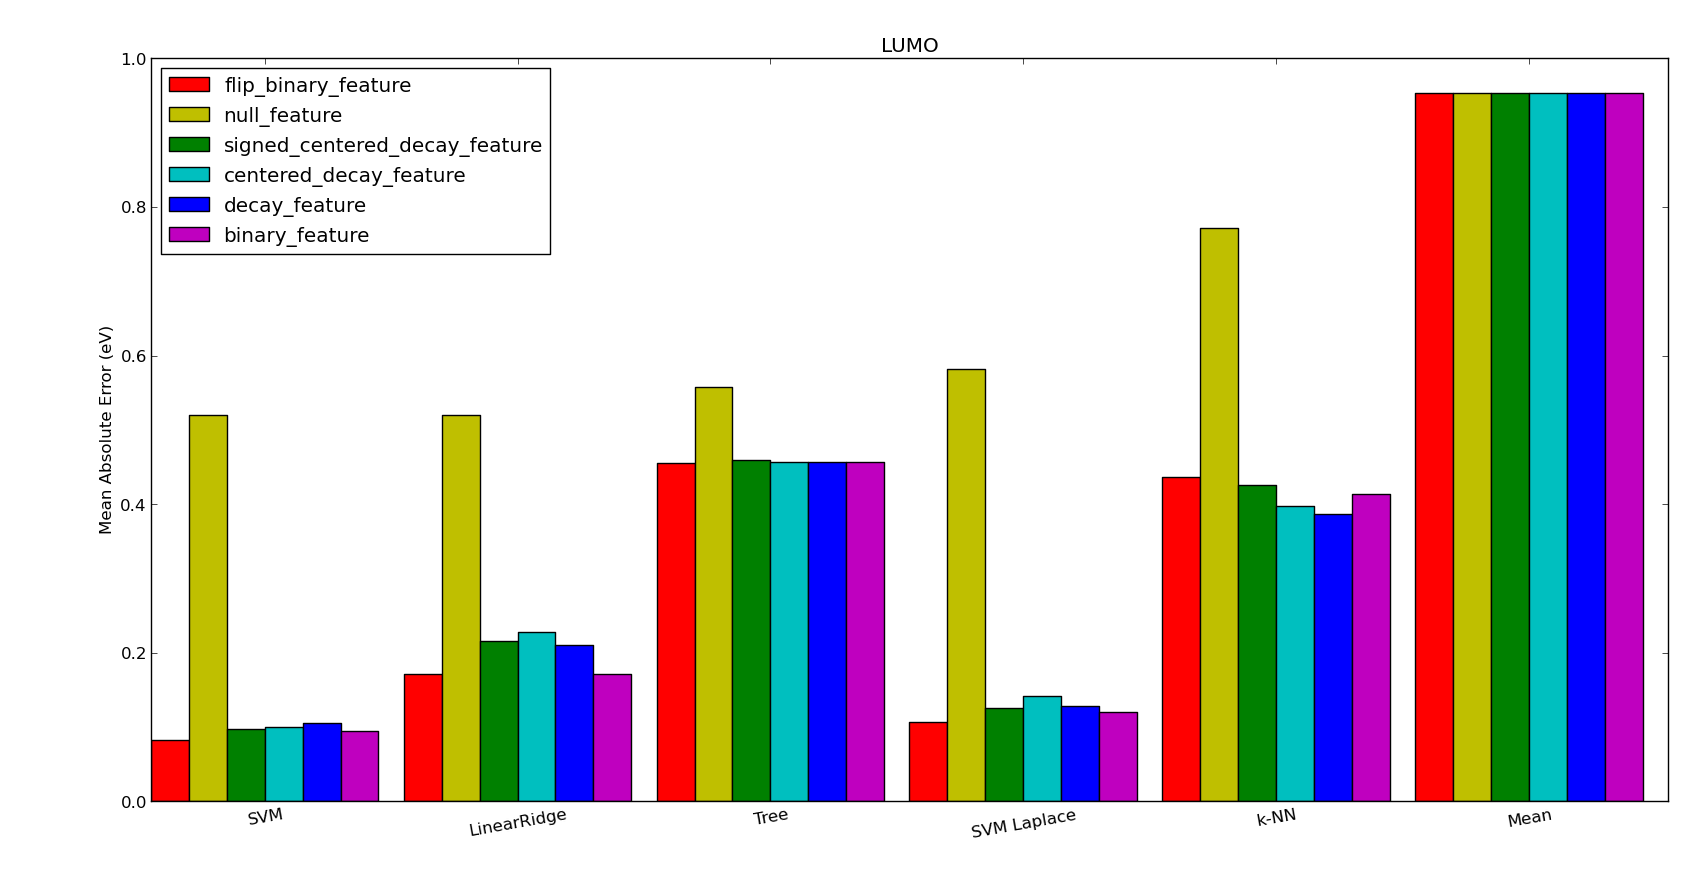 LUMO
1.0
flip_binary_feature
null_feature
signed_centered_decay_feature
centered_decay_feature
decay_feature
binary_feature
0.8
0.6
0.4
0.2
0.0
Mean Absolute Error (eV)
SVM
LinearRidge
Tree
SVM Laplace
k-NN
Mean